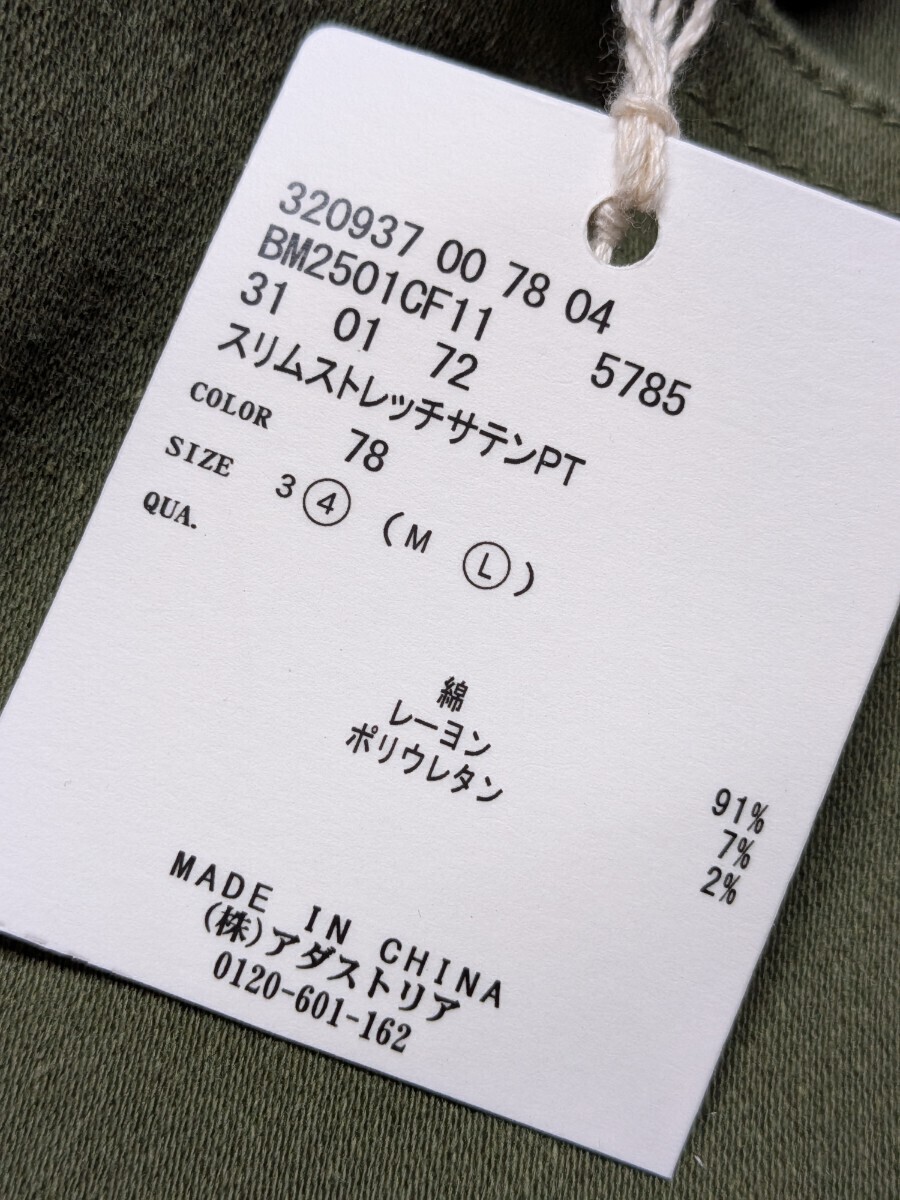 320937 00 78 04
BM2501CF11
31 01 72 5785
スリムストレッチサテンPT
COLOR 78
SIZE 3 ④ (M Ⓛ)
QUA.
綿 91%
レーヨン 7%
ポリウレタン 2%
MADE IN CHINA
(株)アダストリア
0120-601-162